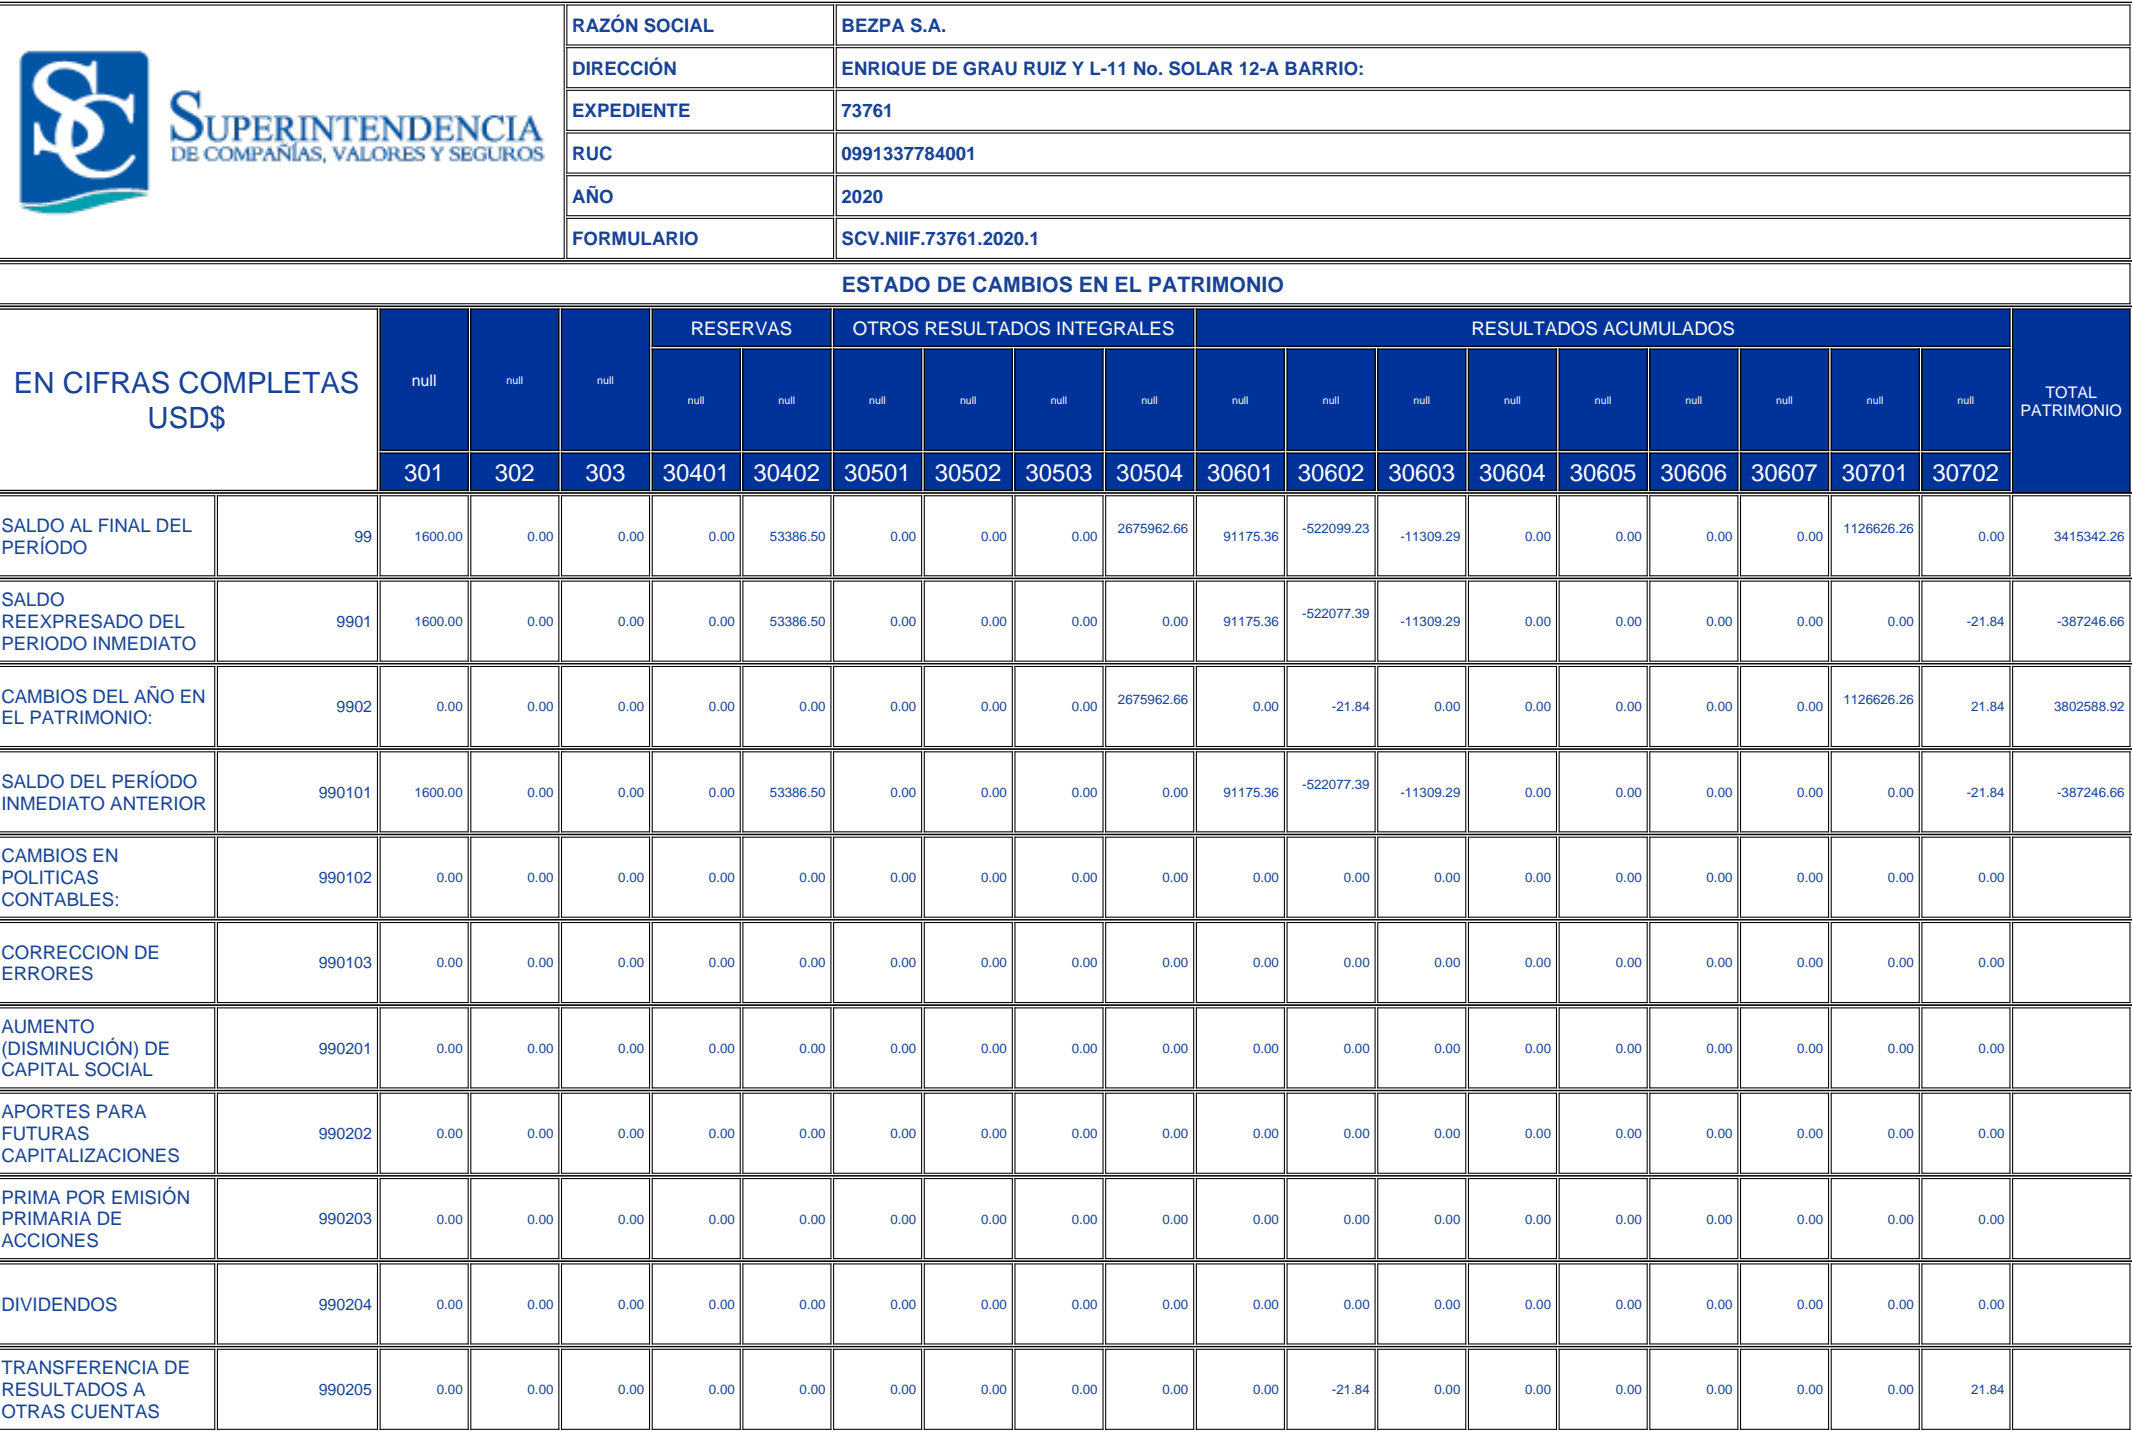 SUPERINTENDENCIA
DE COMPAÑÍAS, VALORES Y SEGUROS
RAZÓN SOCIAL BEZPA S.A.
DIRECCIÓN ENRIQUE DE GRAU RUIZ Y L-11 No. SOLAR 12-A BARRIO:
EXPEDIENTE 73761
RUC 0991337784001
AÑO 2020
FORMULARIO SCV.NIIF.73761.2020.1
ESTADO DE CAMBIOS EN EL PATRIMONIO
EN CIFRAS COMPLETAS
USD$
RESERVAS OTROS RESULTADOS INTEGRALES RESULTADOS ACUMULADOS
null null null null null null null null null null null null null null null null null null
TOTAL
PATRIMONIO
301 302 303 30401 30402 30501 30502 30503 30504 30601 30602 30603 30604 30605 30606 30607 30701 30702
SALDO AL FINAL DEL
PERÍODO
99 1600.00 0.00 0.00 0.00 53386.50 0.00 0.00 0.00 2675962.66 91175.36 -522099.23 -11309.29 0.00 0.00 0.00 0.00 1126626.26 0.00 3415342.26
SALDO
REEXPRESADO DEL
PERIODO INMEDIATO
9901 1600.00 0.00 0.00 0.00 53386.50 0.00 0.00 0.00 0.00 91175.36 -522077.39 -11309.29 0.00 0.00 0.00 0.00 0.00 -21.84 -387246.66
CAMBIOS DEL AÑO EN
EL PATRIMONIO:
9902 0.00 0.00 0.00 0.00 0.00 0.00 0.00 0.00 2675962.66 0.00 -21.84 0.00 0.00 0.00 0.00 0.00 1126626.26 21.84 3802588.92
SALDO DEL PERÍODO
INMEDIATO ANTERIOR
990101 1600.00 0.00 0.00 0.00 53386.50 0.00 0.00 0.00 0.00 91175.36 -522077.39 -11309.29 0.00 0.00 0.00 0.00 0.00 -21.84 -387246.66
CAMBIOS EN
POLITICAS
CONTABLES:
990102 0.00 0.00 0.00 0.00 0.00 0.00 0.00 0.00 0.00 0.00 0.00 0.00 0.00 0.00 0.00 0.00 0.00 0.00
CORRECCION DE
ERRORES
990103 0.00 0.00 0.00 0.00 0.00 0.00 0.00 0.00 0.00 0.00 0.00 0.00 0.00 0.00 0.00 0.00 0.00 0.00
AUMENTO
(DISMINUCIÓN) DE
CAPITAL SOCIAL
990201 0.00 0.00 0.00 0.00 0.00 0.00 0.00 0.00 0.00 0.00 0.00 0.00 0.00 0.00 0.00 0.00 0.00 0.00
APORTES PARA
FUTURAS
CAPITALIZACIONES
990202 0.00 0.00 0.00 0.00 0.00 0.00 0.00 0.00 0.00 0.00 0.00 0.00 0.00 0.00 0.00 0.00 0.00 0.00
PRIMA POR EMISIÓN
PRIMARIA DE
ACCIONES
990203 0.00 0.00 0.00 0.00 0.00 0.00 0.00 0.00 0.00 0.00 0.00 0.00 0.00 0.00 0.00 0.00 0.00 0.00
DIVIDENDOS
990204 0.00 0.00 0.00 0.00 0.00 0.00 0.00 0.00 0.00 0.00 0.00 0.00 0.00 0.00 0.00 0.00 0.00 0.00
TRANSFERENCIA DE
RESULTADOS A
OTRAS CUENTAS
990205 0.00 0.00 0.00 0.00 0.00 0.00 0.00 0.00 0.00 0.00 -21.84 0.00 0.00 0.00 0.00 0.00 0.00 21.84